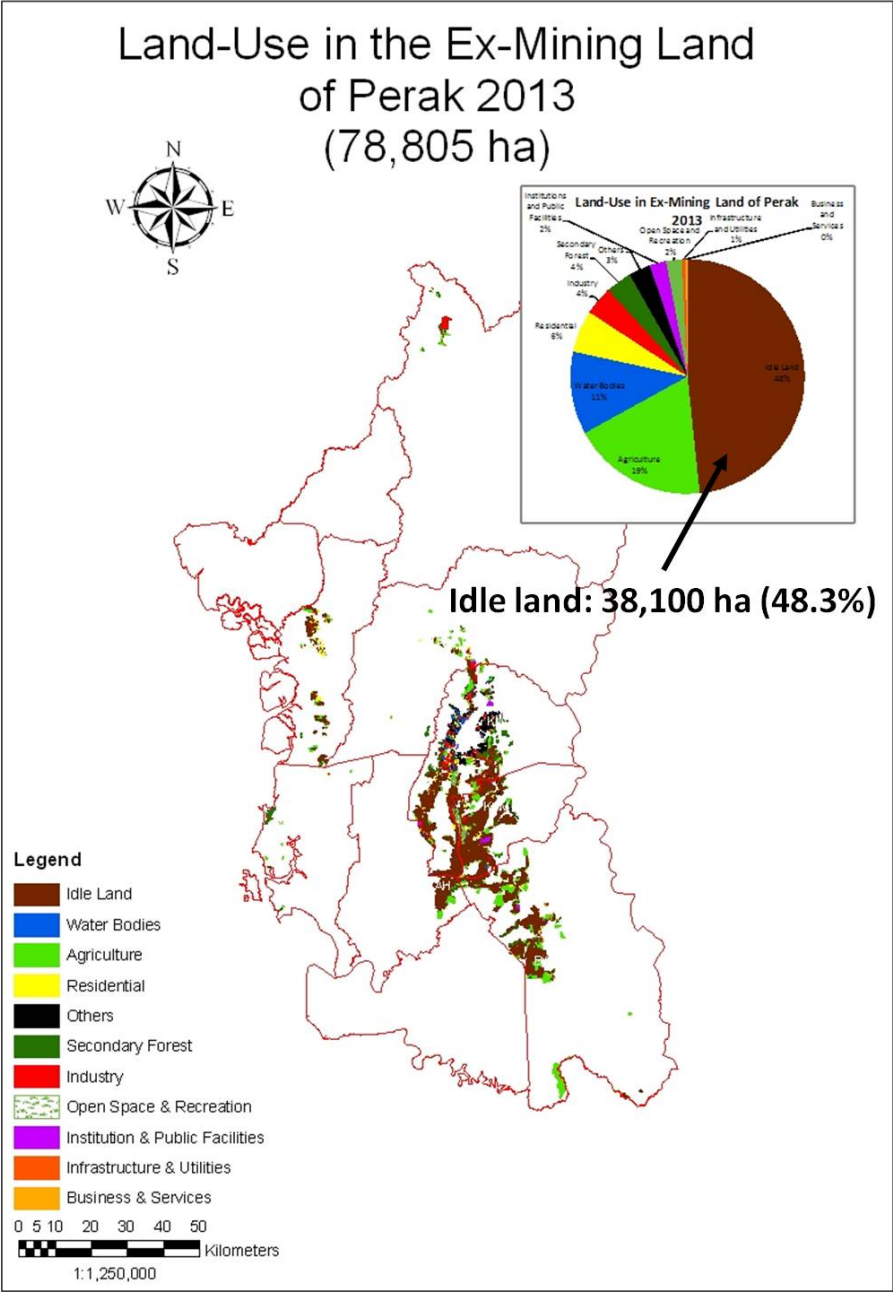 Land-Use in the Ex-Mining Land
of Perak 2013
(78,805 ha)
N
W
E
S
Land-Use in Ex-Mining Land of Perak
2013
Institutions
and Public
Facilities
2%
Business
and
Services
0%
Infrastructure
and Utilities
1%
Open Space and
Recreation
2%
Others
3%
Secondary
Forest
4%
Industry
4%
Residential
6%
Water Bodies
11%
Agriculture
19%
Idle Land
48%
Idle land: 38,100 ha (48.3%)
Legend
Idle Land
Water Bodies
Agriculture
Residential
Others
Secondary Forest
Industry
Open Space & Recreation
Institution & Public Facilities
Infrastructure & Utilities
Business & Services
0 5 10 20 30 40 50
Kilometers
1:1,250,000